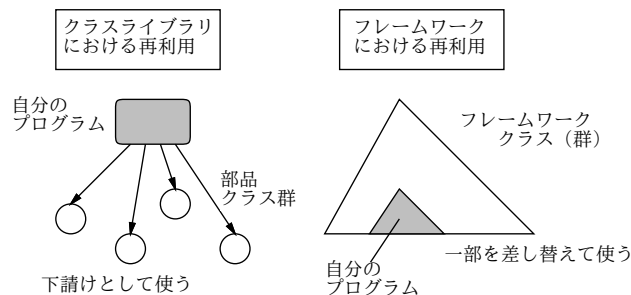 クラスライブラリ
における再利用
自分の
プログラム
部品
クラス群
下請けとして使う
フレームワーク
における再利用
フレームワーク
クラス（群）
一部を差し替えて使う
自分の
プログラム